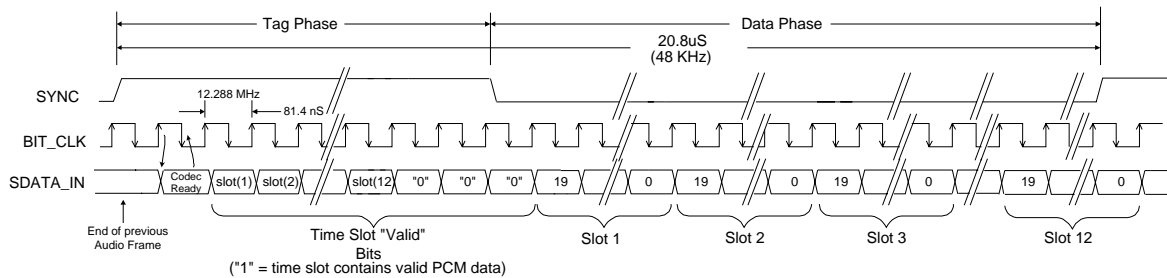 Tag Phase
Data Phase
20.8uS
(48 KHz)
SYNC
12.288 MHz
81.4 nS
BIT_CLK
SDATA_IN
Codec
Ready
slot(1)
slot(2)
slot(12
"0"
"0"
"0"
19
0
19
0
19
0
19
0
End of previous
Audio Frame
Time Slot "Valid"
Bits
("1" = time slot contains valid PCM data)
Slot 1
Slot 2
Slot 3
Slot 12